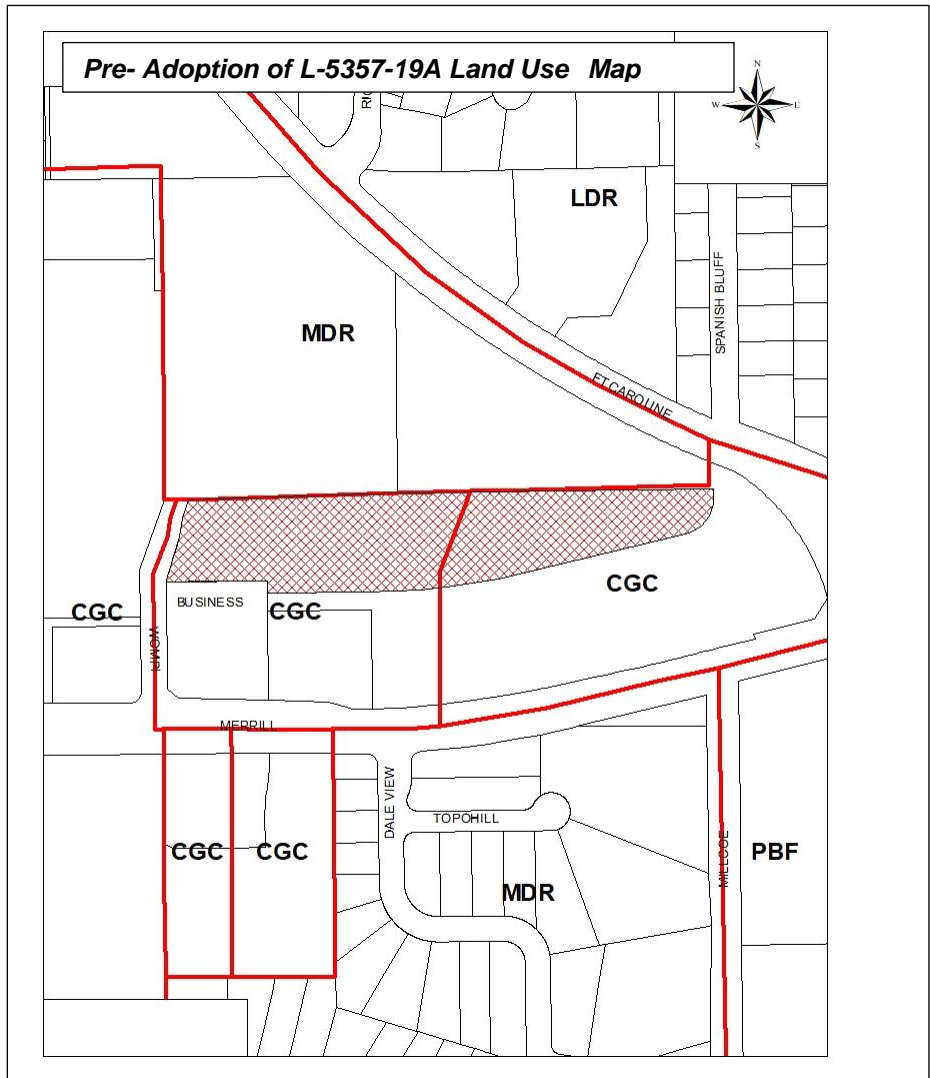 Pre- Adoption of L-5357-19A Land Use Map
N
W E
S
LDR
SPANISH BLUFF
MDR
FT CAROLINE
CGC
BUSINESS
CGC
CGC
WOMPI
MERRILL
DALE VIEW
TOPOHILL
CGC
CGC
MDR
MILLCOE
PBF